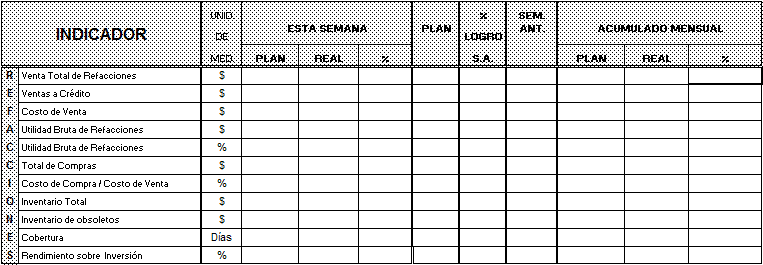 INDICADOR UNID. DE MED. ESTA SEMANA PLAN % LOGRO S.A. SEM. ANT. ACUMULADO MENSUAL
PLAN REAL % PLAN REAL %
R Venta Total de Refacciones $
E Ventas a Crédito $
F Costo de Venta $
A Utilidad Bruta de Refacciones $
C Utilidad Bruta de Refacciones %
C Total de Compras $
I Costo de Compra / Costo de Venta %
O Inventario Total $
N Inventario de obsoletos $
E Cobertura Días
S Rendimiento sobre Inversión %